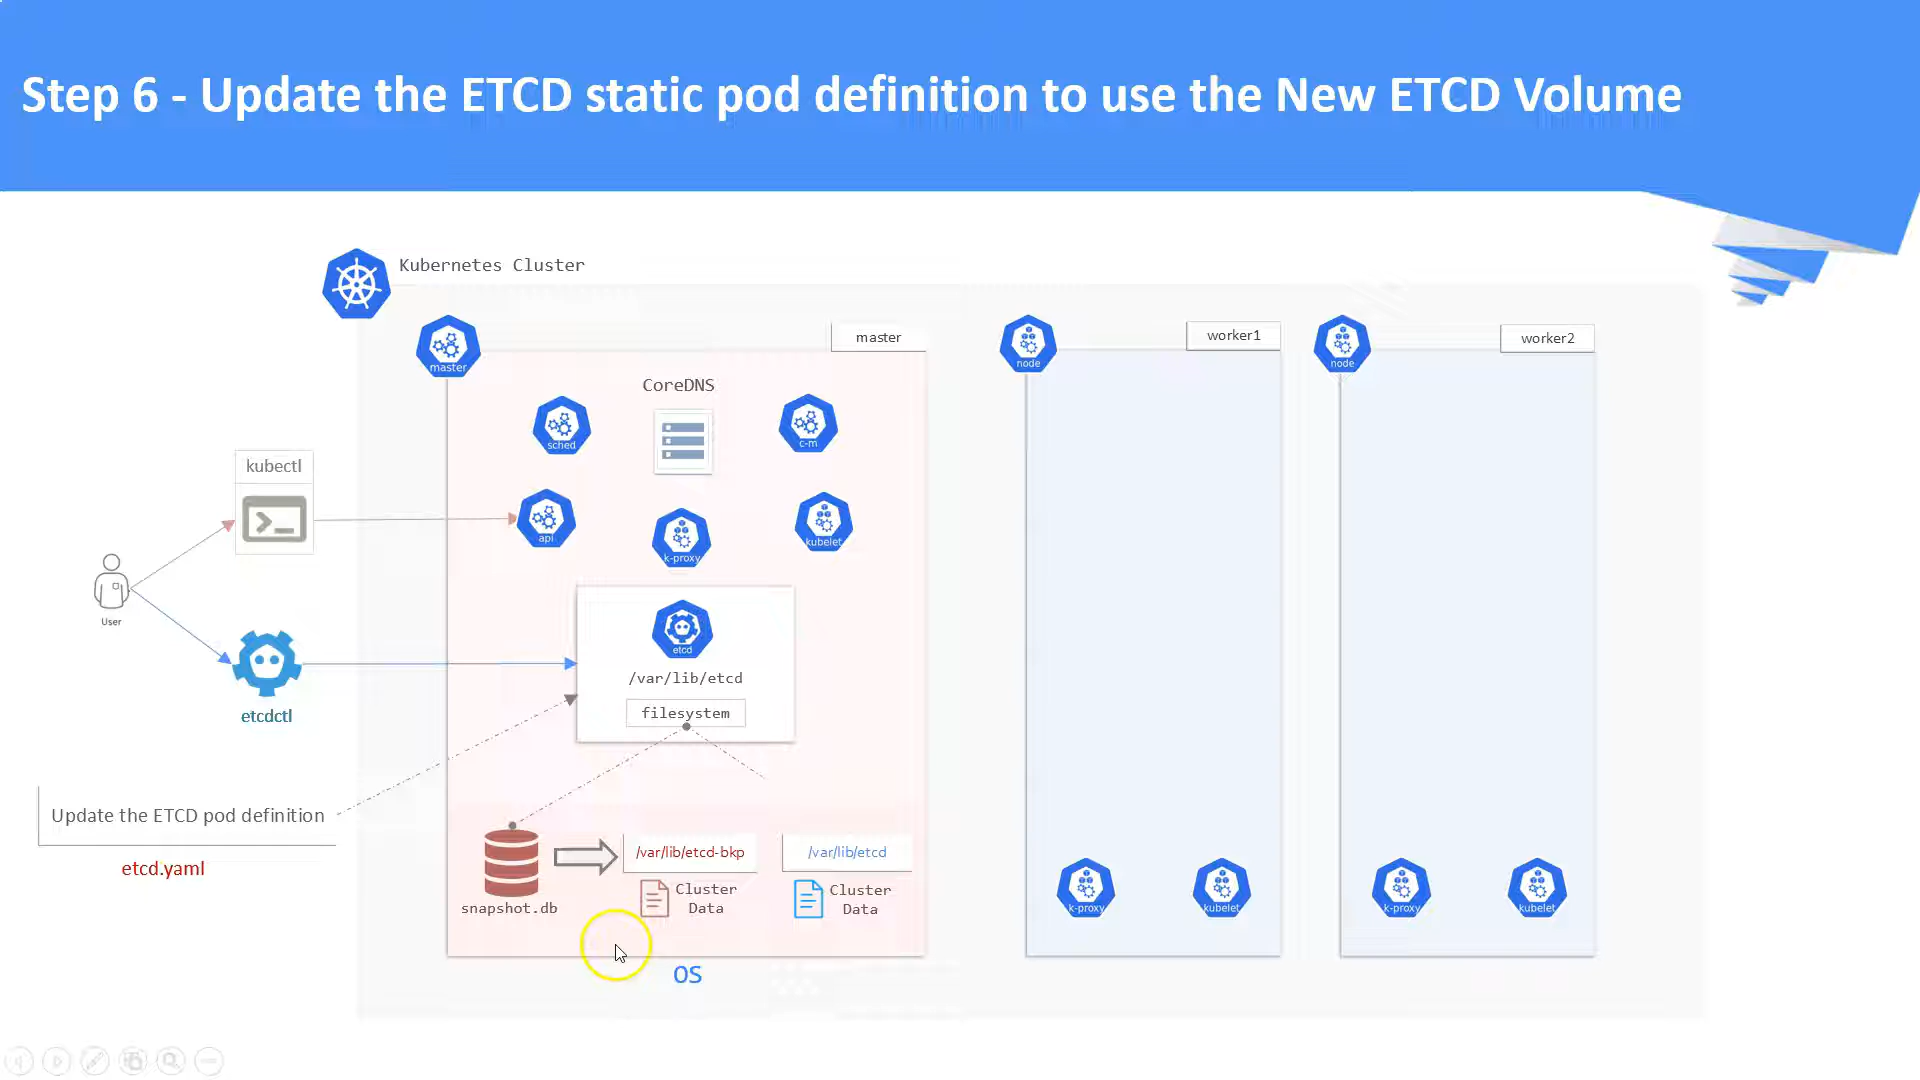 Step 6 - Update the ETCD static pod definition to use the New ETCD Volume
Kubernetes Cluster
master
worker1
worker2
master
node
node
CoreDNS
sched
c-m
kubectl
api
k-proxy
kubelet
User
etcd
/var/lib/etcd
filesystem
etcdctl
Update the ETCD pod definition
etcd.yaml
/var/lib/etcd-bkp
/var/lib/etcd
Cluster
Data
Cluster
Data
snapshot.db
k-proxy
kubelet
k-proxy
kubelet
OS